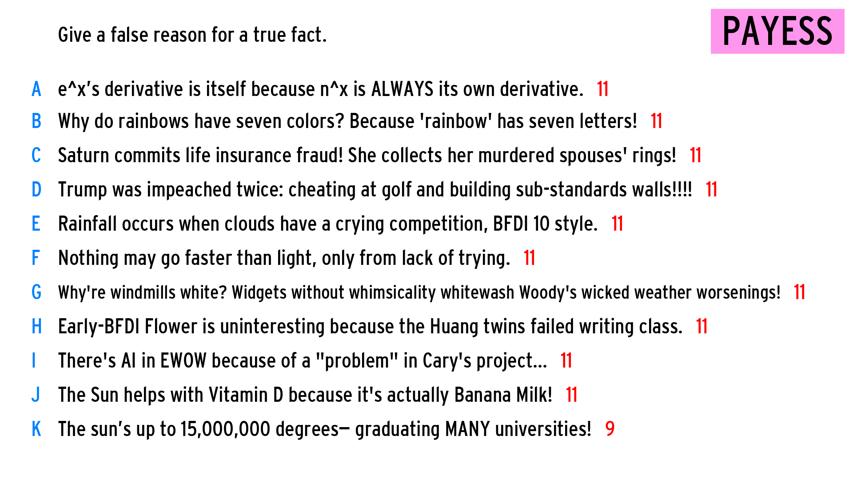 Give a false reason for a true fact.
PAYESS
A e^x's derivative is itself because n^x is ALWAYS its own derivative. 11
B Why do rainbows have seven colors? Because 'rainbow' has seven letters! 11
C Saturn commits life insurance fraud! She collects her murdered spouses' rings! 11
D Trump was impeached twice: cheating at golf and building sub-standards walls!!!! 11
E Rainfall occurs when clouds have a crying competition, BFDI 10 style. 11
F Nothing may go faster than light, only from lack of trying. 11
G Why're windmills white? Widgets without whimsicality whitewash Woody's wicked weather worsenings! 11
H Early-BFDI Flower is uninteresting because the Huang twins failed writing class. 11
I There's AI in EWOW because of a "problem" in Cary's project... 11
J The Sun helps with Vitamin D because it's actually Banana Milk! 11
K The sun's up to 15,000,000 degrees— graduating MANY universities! 9